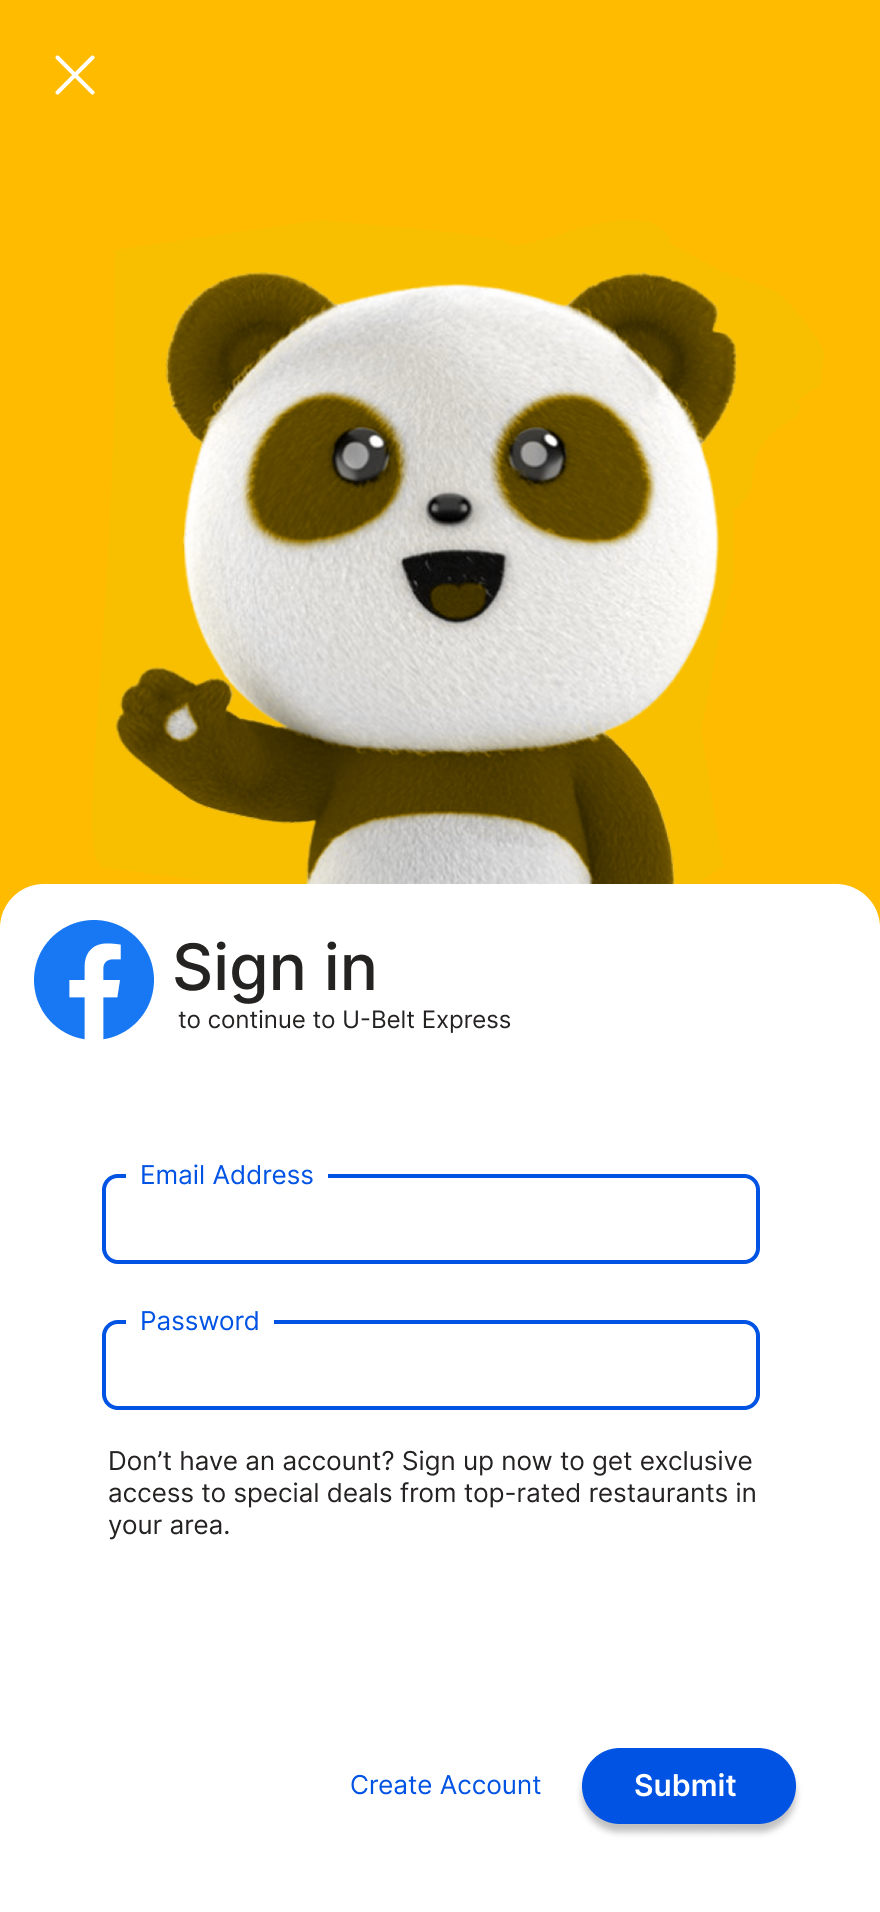 Sign in
to continue to U-Belt Express
Email Address
Password
Don’t have an account? Sign up now to get exclusive
access to special deals from top-rated restaurants in
your area.
Create Account
Submit